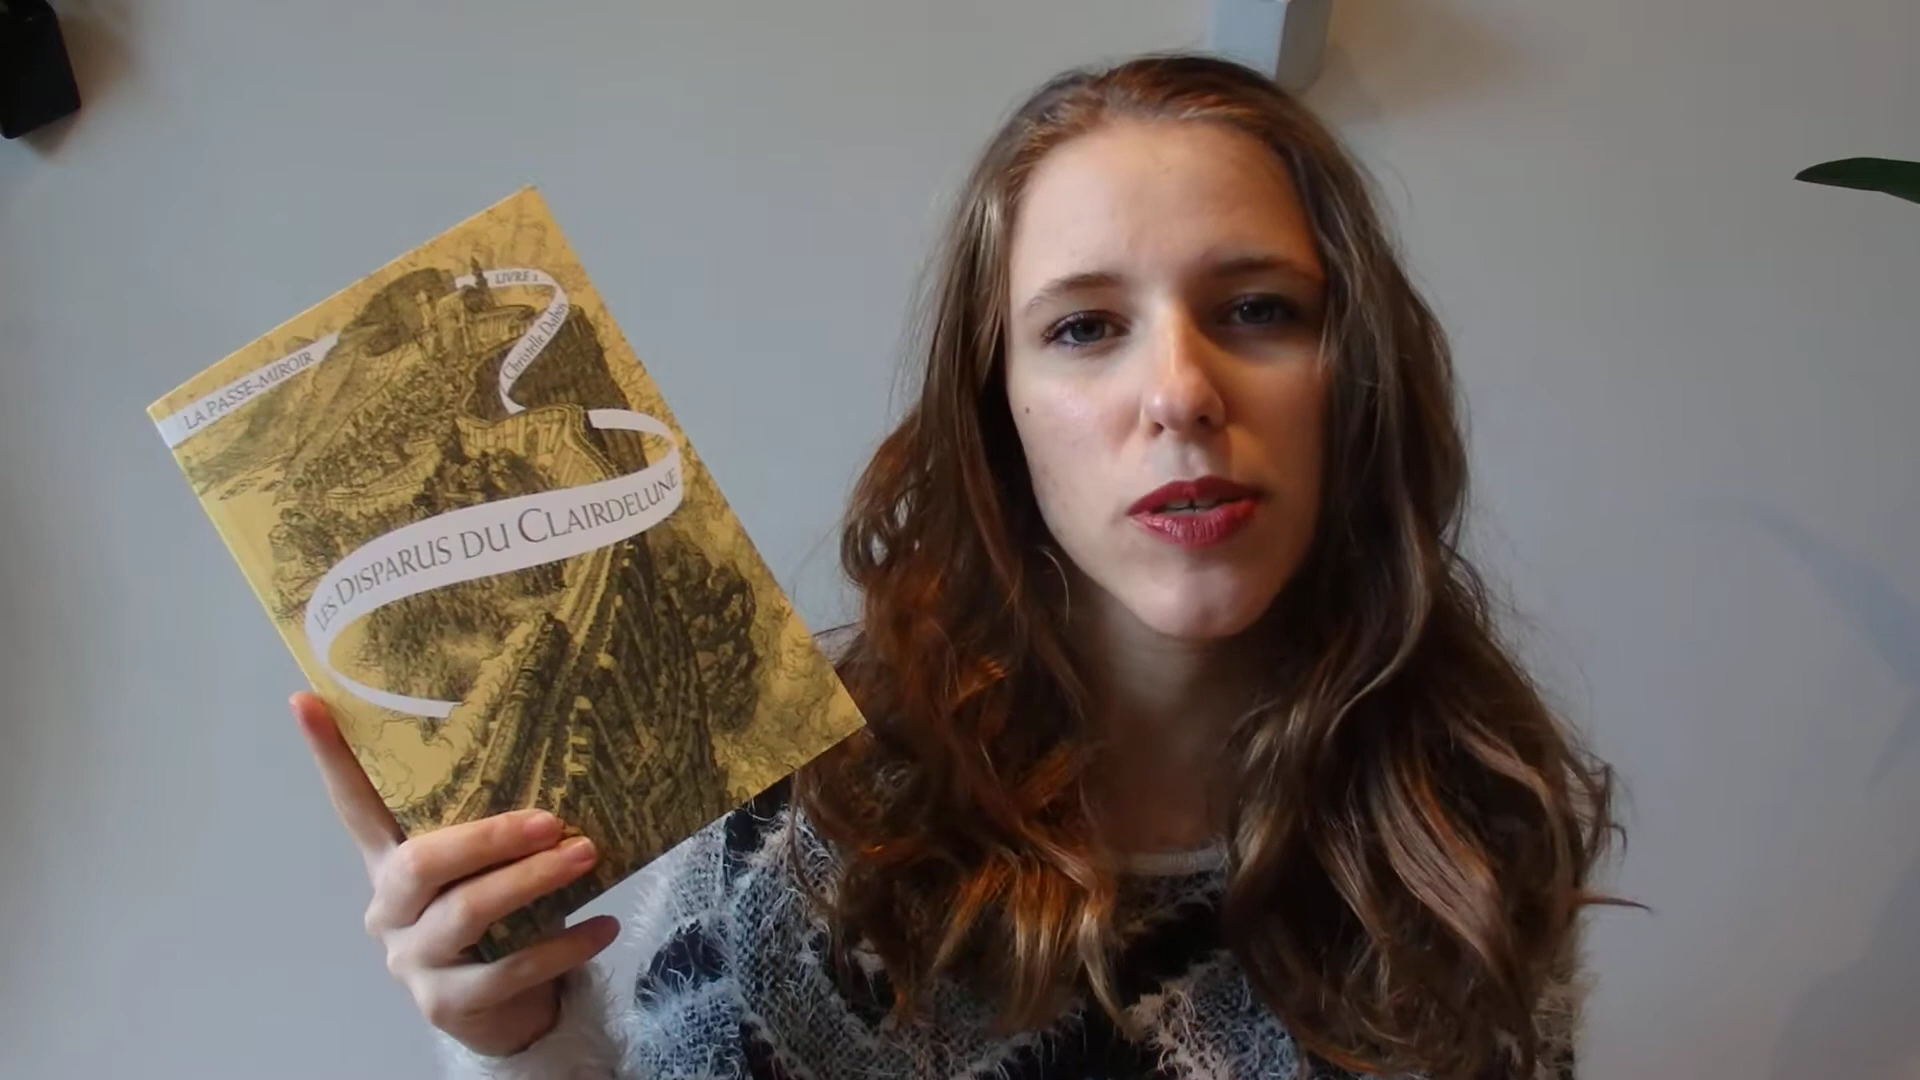 LA PASSE-MIROIR
LIVRE 2
Christelle Dabos
LES DISPARUS DU CLAIRDELUNE